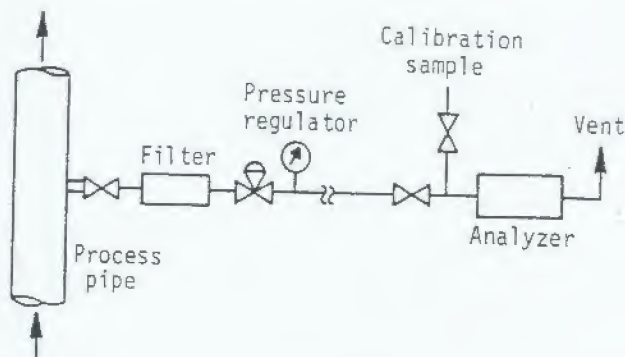 Calibration
sample
Pressure
regulator
Vent
Filter
Analyzer
Process
pipe